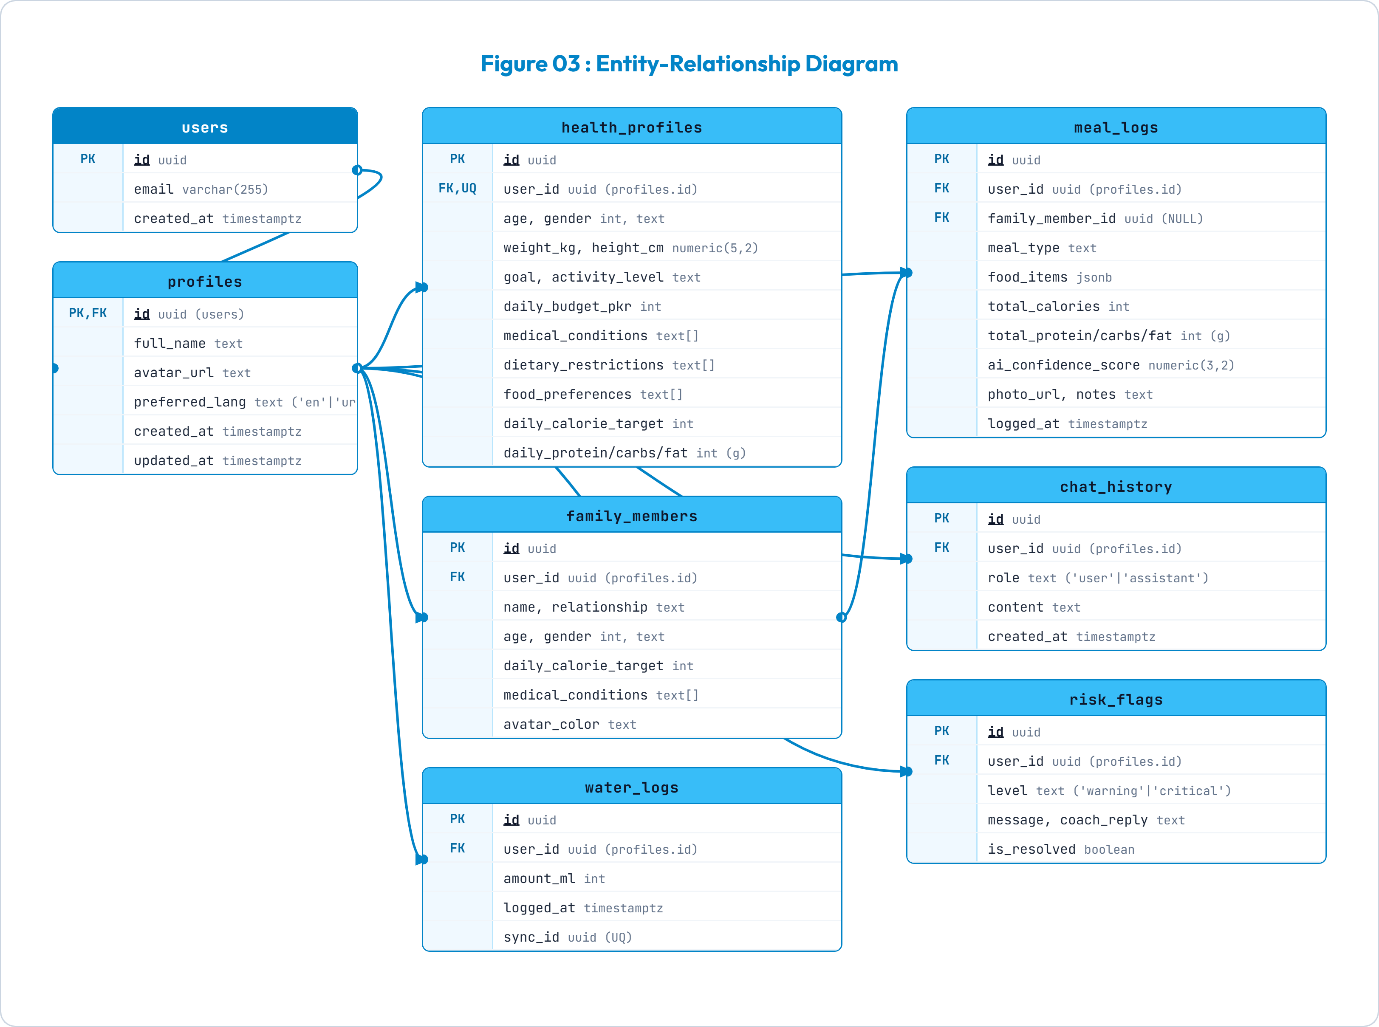 Figure 03 : Entity-Relationship Diagram
users
PK id uuid
email varchar(255)
created_at timestamptz
profiles
PK,FK id uuid (users)
full_name text
avatar_url text
preferred_lang text ('en'|'ur
created_at timestamptz
updated_at timestamptz
health_profiles
PK id uuid
FK,UQ user_id uuid (profiles.id)
age, gender int, text
weight_kg, height_cm numeric(5,2)
goal, activity_level text
daily_budget_pkr int
medical_conditions text[]
dietary_restrictions text[]
food_preferences text[]
daily_calorie_target int
daily_protein/carbs/fat int (g)
family_members
PK id uuid
FK user_id uuid (profiles.id)
name, relationship text
age, gender int, text
daily_calorie_target int
medical_conditions text[]
avatar_color text
water_logs
PK id uuid
FK user_id uuid (profiles.id)
amount_ml int
logged_at timestamptz
sync_id uuid (UQ)
meal_logs
PK id uuid
FK user_id uuid (profiles.id)
FK family_member_id uuid (NULL)
meal_type text
food_items jsonb
total_calories int
total_protein/carbs/fat int (g)
ai_confidence_score numeric(3,2)
photo_url, notes text
logged_at timestamptz
chat_history
PK id uuid
FK user_id uuid (profiles.id)
role text ('user'|'assistant')
content text
created_at timestamptz
risk_flags
PK id uuid
FK user_id uuid (profiles.id)
level text ('warning'|'critical')
message, coach_reply text
is_resolved boolean